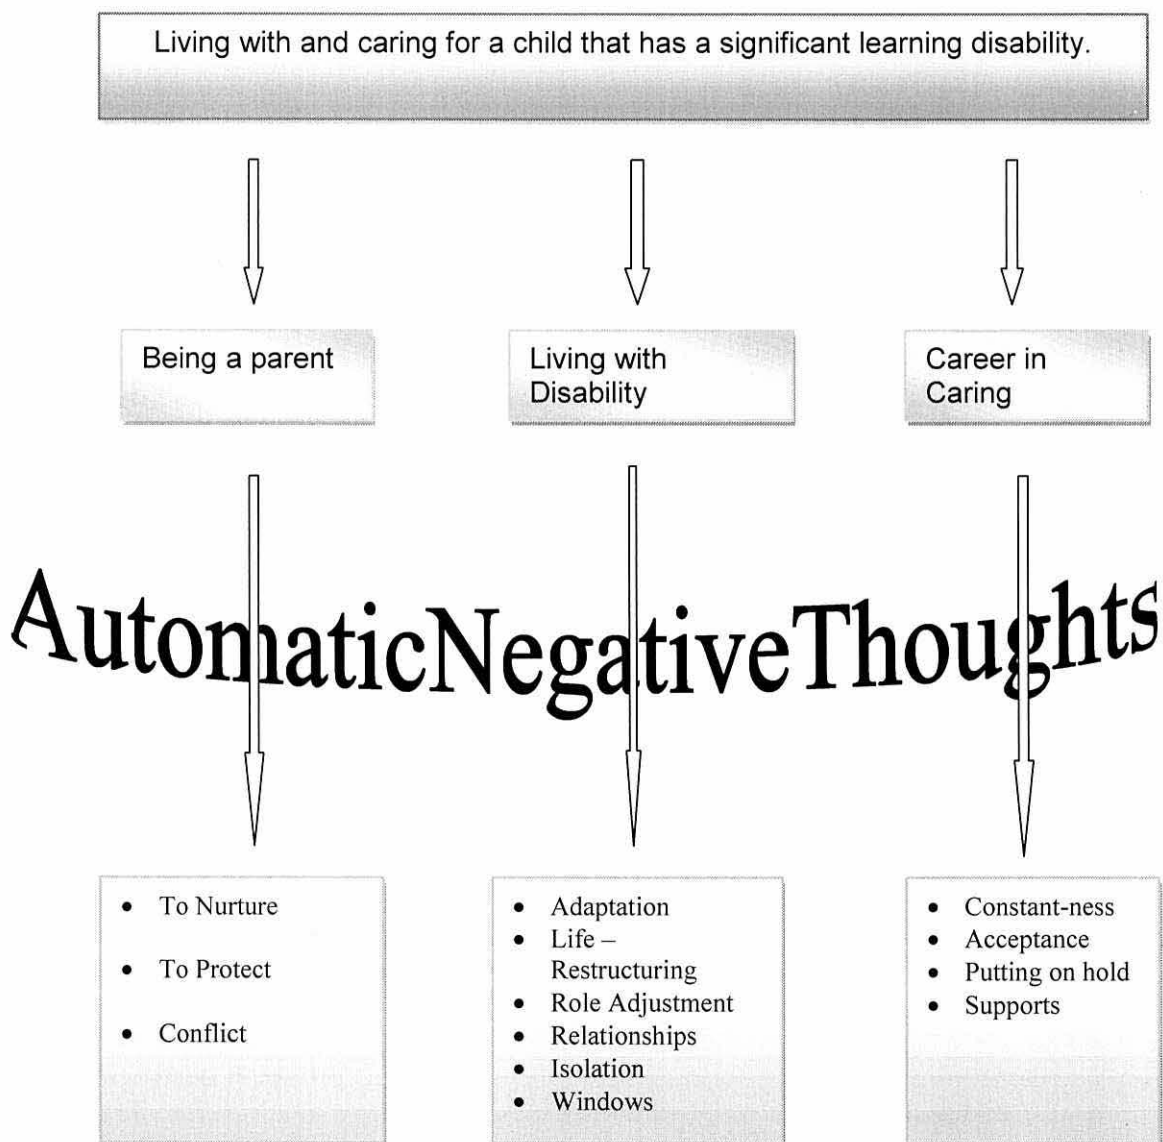 Living with and caring for a child that has a significant learning disability.
Being a parent
Living with
Disability
Career in
Caring
AutomaticNegativeThoughts
• To Nurture
• To Protect
• Conflict
• Adaptation
• Life –
Restructuring
• Role Adjustment
• Relationships
• Isolation
• Windows
• Constant-ness
• Acceptance
• Putting on hold
• Supports